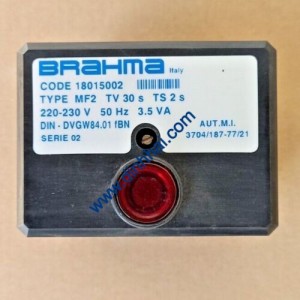 BRAHMA Italy
CODE 18015002
TYPE MF2 TV 30 s TS 2 s
220-230 V 50 Hz 3.5 VA
DIN - DVGW84.01 fBN AUT.M.I.
SERIE 02 3704/187-77/21